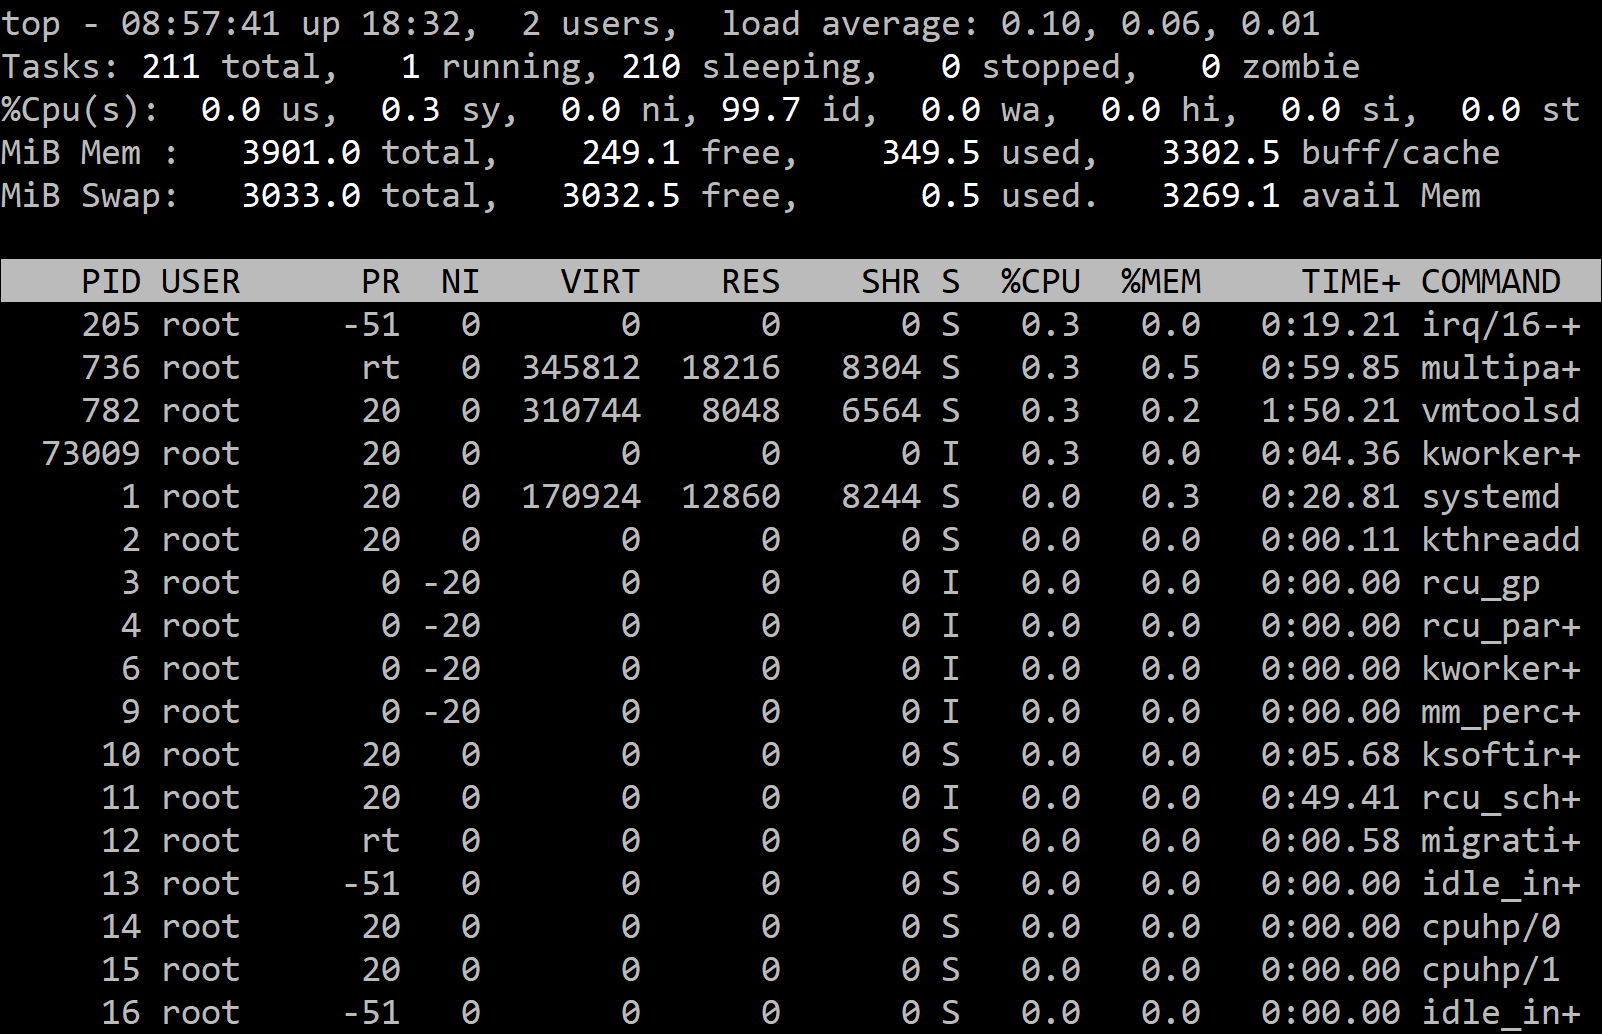 top - 08:57:41 up 18:32,  2 users,  load average: 0.10, 0.06, 0.01
Tasks: 211 total,   1 running, 210 sleeping,   0 stopped,   0 zombie
%Cpu(s):  0.0 us,  0.3 sy,  0.0 ni, 99.7 id,  0.0 wa,  0.0 hi,  0.0 si,  0.0 st
MiB Mem :   3901.0 total,    249.1 free,    349.5 used,   3302.5 buff/cache
MiB Swap:   3033.0 total,   3032.5 free,      0.5 used.   3269.1 avail Mem
    PID USER      PR  NI    VIRT    RES    SHR S  %CPU  %MEM     TIME+ COMMAND
    205 root     -51   0       0      0      0 S   0.3   0.0   0:19.21 irq/16-+
    736 root      rt   0  345812  18216   8304 S   0.3   0.5   0:59.85 multipa+
    782 root      20   0  310744   8048   6564 S   0.3   0.2   1:50.21 vmtoolsd
  73009 root      20   0       0      0      0 I   0.3   0.0   0:04.36 kworker+
      1 root      20   0  170924  12860   8244 S   0.0   0.3   0:20.81 systemd
      2 root      20   0       0      0      0 S   0.0   0.0   0:00.11 kthreadd
      3 root       0 -20       0      0      0 I   0.0   0.0   0:00.00 rcu_gp
      4 root       0 -20       0      0      0 I   0.0   0.0   0:00.00 rcu_par+
      6 root       0 -20       0      0      0 I   0.0   0.0   0:00.00 kworker+
      9 root       0 -20       0      0      0 I   0.0   0.0   0:00.00 mm_perc+
     10 root      20   0       0      0      0 S   0.0   0.0   0:05.68 ksoftir+
     11 root      20   0       0      0      0 I   0.0   0.0   0:49.41 rcu_sch+
     12 root      rt   0       0      0      0 S   0.0   0.0   0:00.58 migrati+
     13 root     -51   0       0      0      0 S   0.0   0.0   0:00.00 idle_in+
     14 root      20   0       0      0      0 S   0.0   0.0   0:00.00 cpuhp/0
     15 root      20   0       0      0      0 S   0.0   0.0   0:00.00 cpuhp/1
     16 root     -51   0       0      0      0 S   0.0   0.0   0:00.00 idle_in+